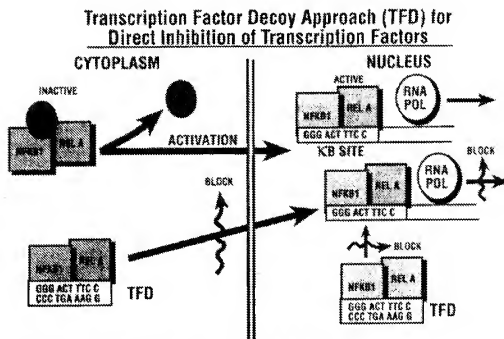 Transcription Factor Decoy Approach (TFD) for
Direct Inhibition of Transcription Factors
CYTOPLASM
NUCLEUS
INACTIVE
NFKB1
REL A
ACTIVATION
ACTIVE
NFKB1
REL A
RNA
POL
GGG ACT TTC C
KB SITE
BLOCK
NFKB1
REL A
RNA
POL
BLOCK
GGG ACT TTC C
NFKB1
REL A
GGG ACT TTC C
CCC TGA AAG G
TFD
BLOCK
NFKB1
REL A
GGG ACT TTC C
CCC TGA AAG G
TFD